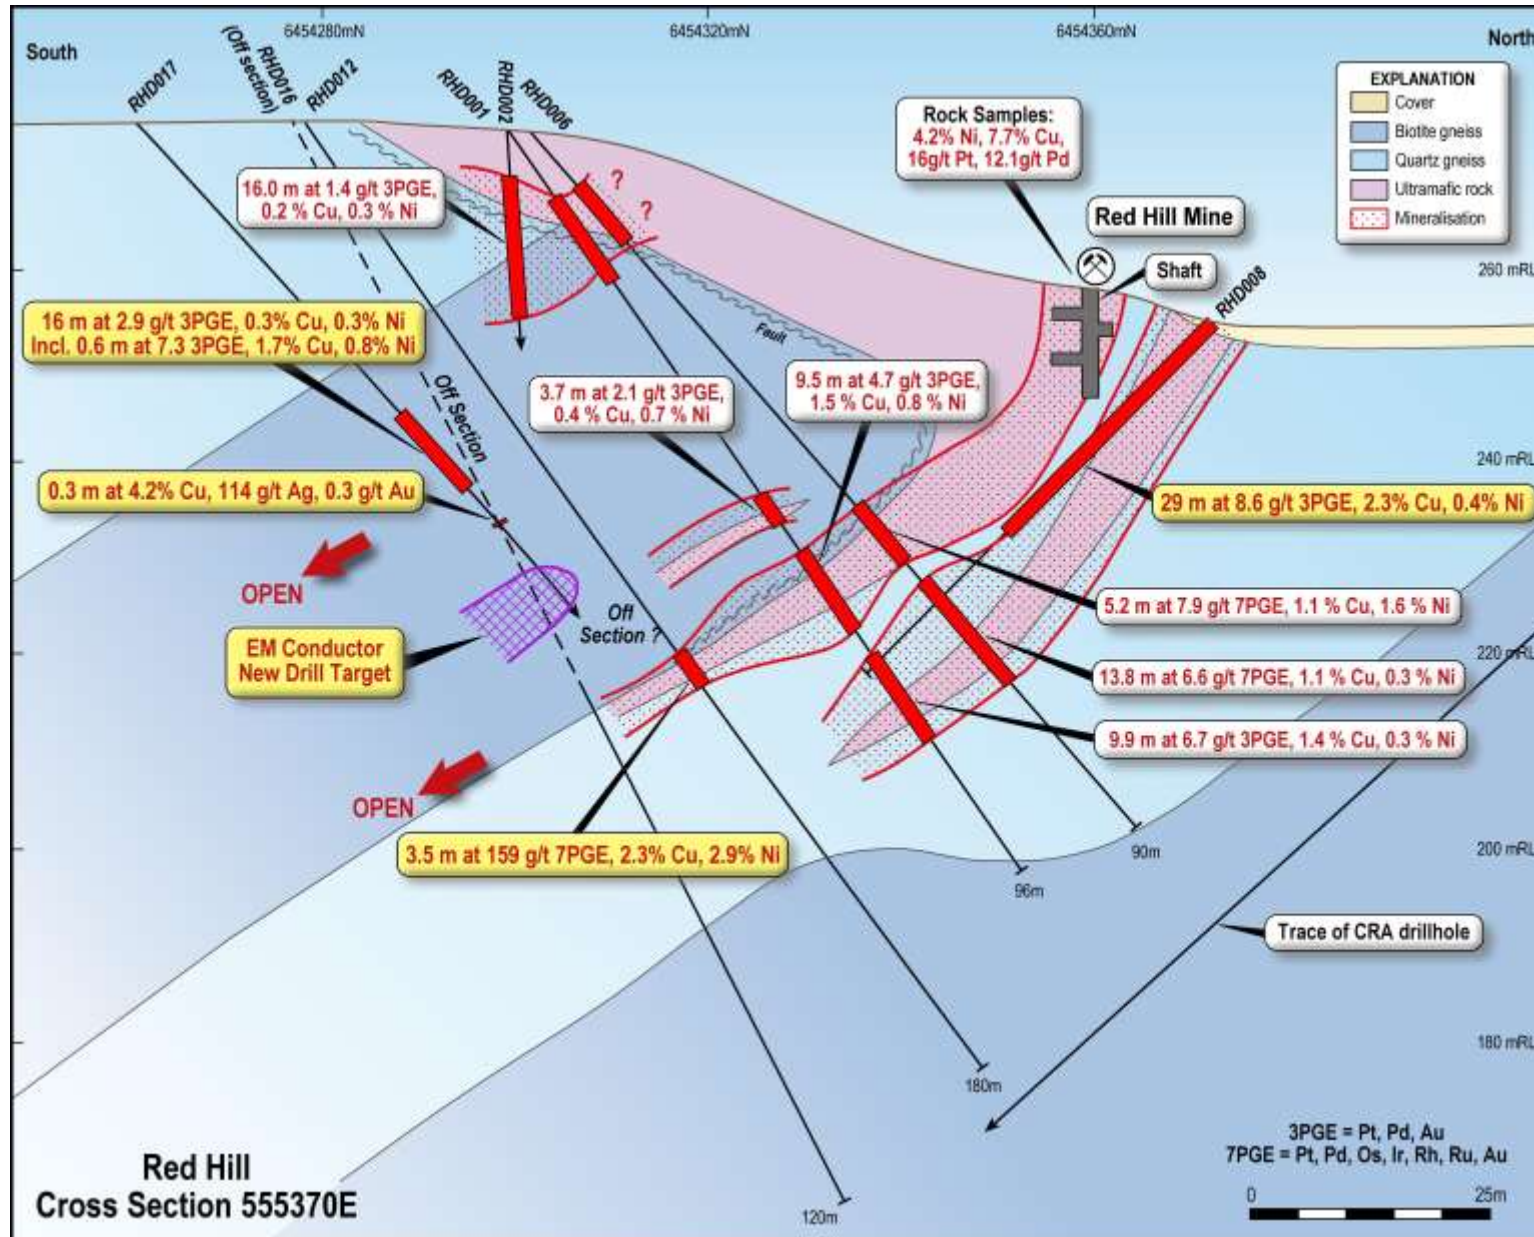 6454280mN
6454320mN
6454360mN
South
North
RHD017
RHD016
(Off section)
RHD012
RHD001
RHD002
RHD006
EXPLANATION
Cover
Biotite gneiss
Quartz gneiss
Ultramafic rock
Mineralisation
Rock Samples:
4.2% Ni, 7.7% Cu,
16g/t Pt, 12.1g/t Pd
16.0 m at 1.4 g/t 3PGE,
0.2 % Cu, 0.3 % Ni
?
?
Red Hill Mine
Shaft
RHD008
260 mRL
16 m at 2.9 g/t 3PGE, 0.3% Cu, 0.3% Ni
Incl. 0.6 m at 7.3 3PGE, 1.7% Cu, 0.8% Ni
Fault
Off Section
3.7 m at 2.1 g/t 3PGE,
0.4 % Cu, 0.7 % Ni
9.5 m at 4.7 g/t 3PGE,
1.5 % Cu, 0.8 % Ni
240 mRL
0.3 m at 4.2% Cu, 114 g/t Ag, 0.3 g/t Au
29 m at 8.6 g/t 3PGE, 2.3% Cu, 0.4% Ni
OPEN
Off
Section ?
5.2 m at 7.9 g/t 7PGE, 1.1 % Cu, 1.6 % Ni
EM Conductor
New Drill Target
220 mRL
13.8 m at 6.6 g/t 7PGE, 1.1 % Cu, 0.3 % Ni
9.9 m at 6.7 g/t 3PGE, 1.4 % Cu, 0.3 % Ni
OPEN
3.5 m at 159 g/t 7PGE, 2.3% Cu, 2.9% Ni
90m
200 mRL
96m
Trace of CRA drillhole
180 mRL
180m
3PGE = Pt, Pd, Au
7PGE = Pt, Pd, Os, Ir, Rh, Ru, Au
Red Hill
Cross Section 555370E
0
25m
120m